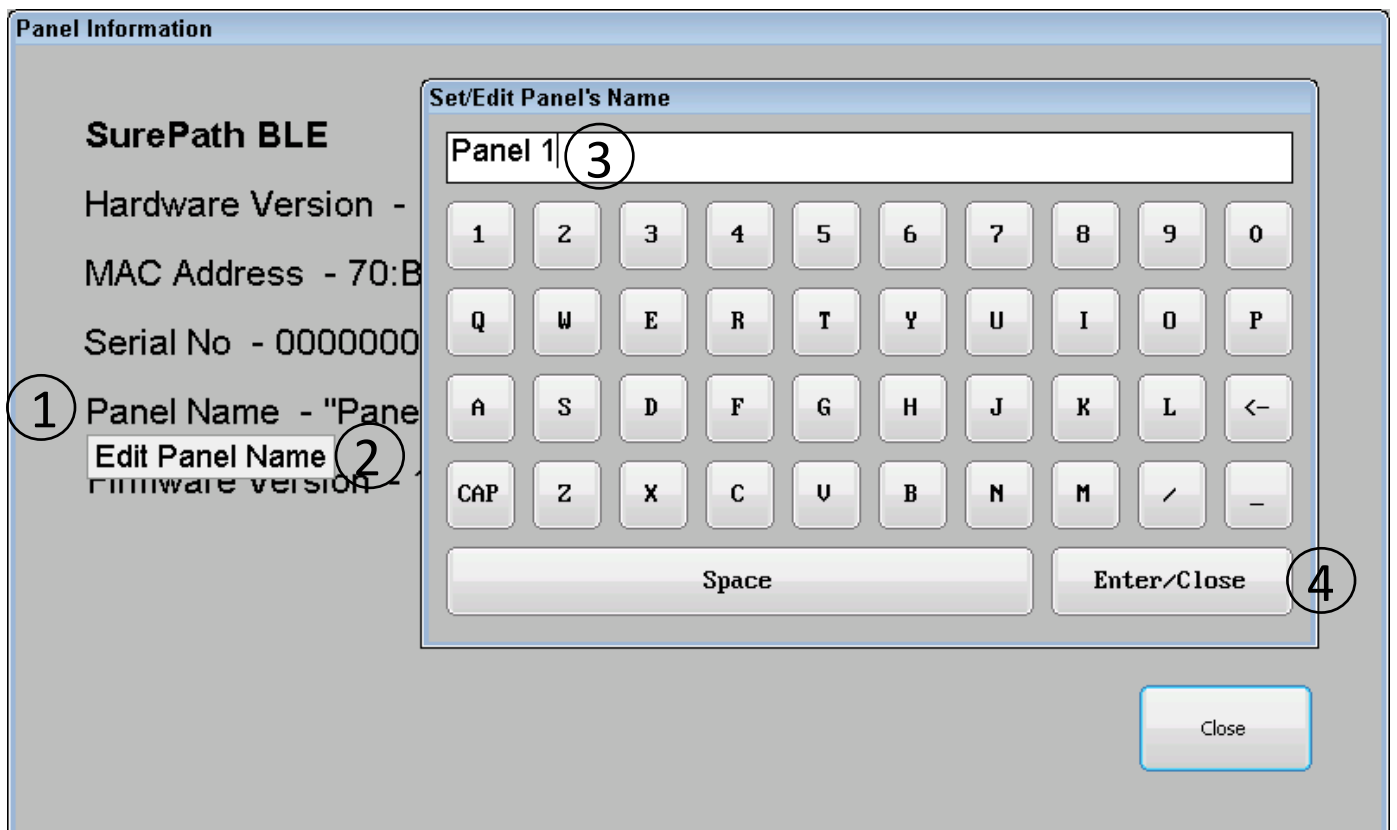 Panel Information
SurePath BLE
Hardware Version -
MAC Address - 70:B
Serial No - 0000000
1 Panel Name - "Pane
Edit Panel Name 2
Firmware Version -
Set/Edit Panel's Name
Panel 1 3
1 2 3 4 5 6 7 8 9 0
Q W E R T Y U I O P
A S D F G H J K L <-
CAP Z X C V B N M / _
Space Enter/Close 4
Close